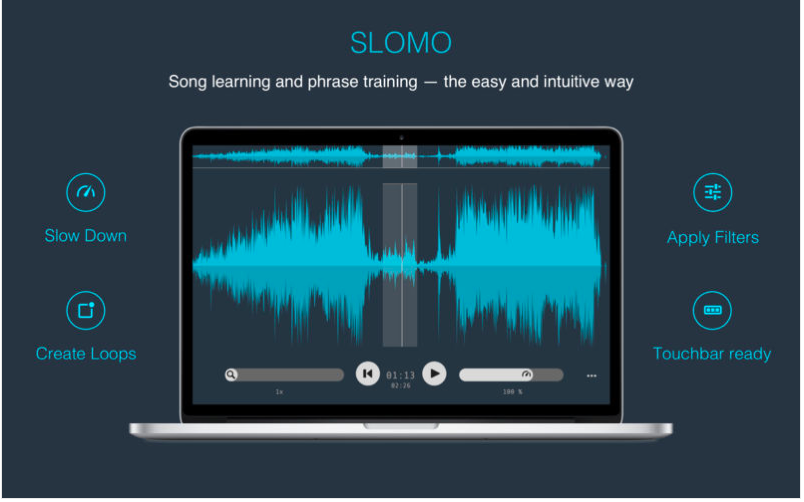 SLOMO
Song learning and phrase training — the easy and intuitive way
Slow Down
Create Loops
Apply Filters
Touchbar ready
01:13
02:26
1x
100 %